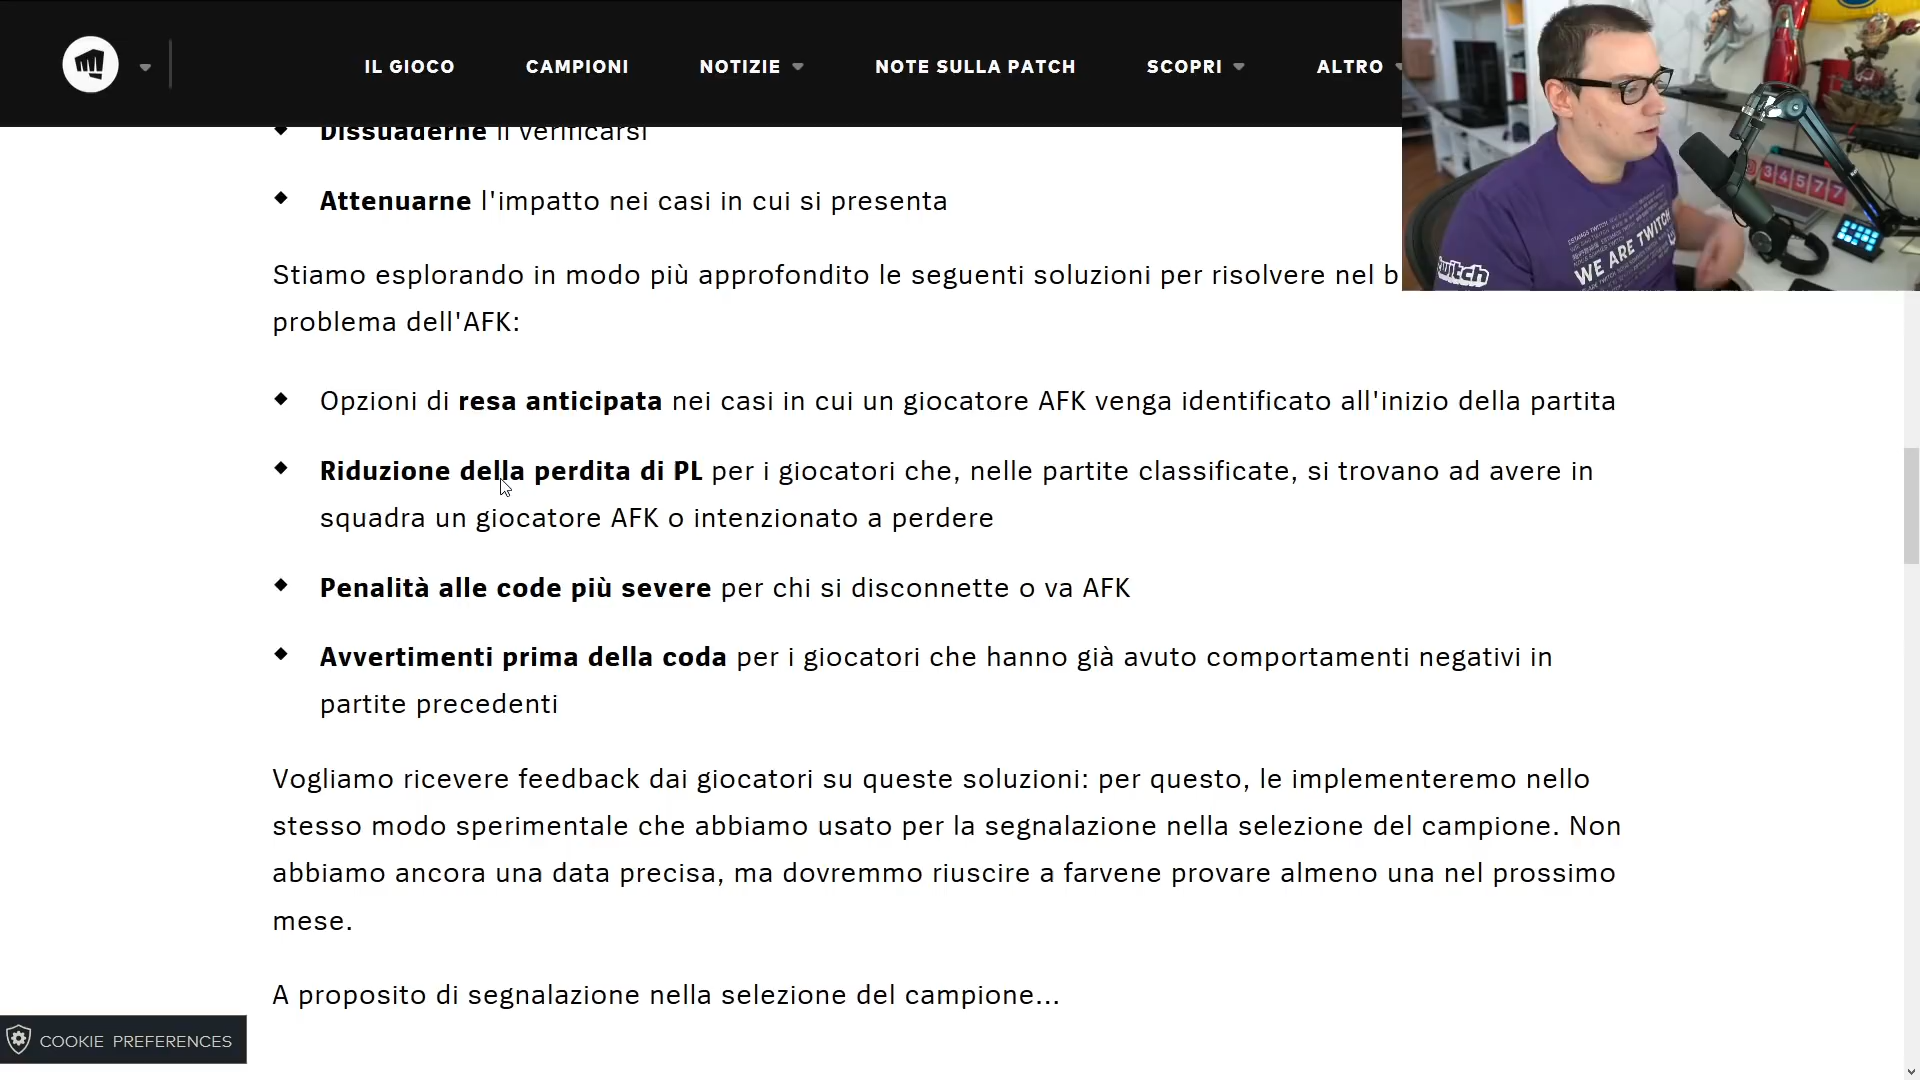 IL GIOCO CAMPIONI NOTIZIE NOTE SULLA PATCH SCOPRI ALTRO
Dissuaderne il verificarsi
Attenuarne l'impatto nei casi in cui si presenta
Stiamo esplorando in modo più approfondito le seguenti soluzioni per risolvere nel b
problema dell'AFK:
Opzioni di resa anticipata nei casi in cui un giocatore AFK venga identificato all'inizio della partita
Riduzione della perdita di PL per i giocatori che, nelle partite classificate, si trovano ad avere in
squadra un giocatore AFK o intenzionato a perdere
Penalità alle code più severe per chi si disconnette o va AFK
Avvertimenti prima della coda per i giocatori che hanno già avuto comportamenti negativi in
partite precedenti
Vogliamo ricevere feedback dai giocatori su queste soluzioni: per questo, le implementeremo nello
stesso modo sperimentale che abbiamo usato per la segnalazione nella selezione del campione. Non
abbiamo ancora una data precisa, ma dovremmo riuscire a farvene provare almeno una nel prossimo
mese.
A proposito di segnalazione nella selezione del campione...
COOKIE PREFERENCES
WE ARE TWITCH
twitch
34577